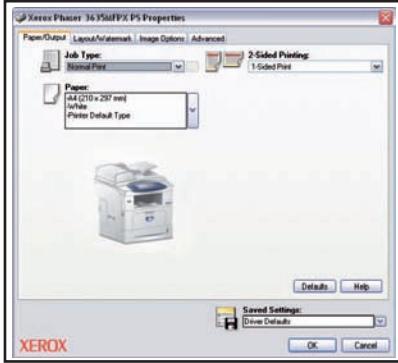 Xerox Phaser 3635MFPX PS Properties
Paper/Output Layout/Watermark Image Options Advanced
Job Type:
Normal Print
2-Sided Printing:
1-Sided Print
Paper:
-A4 (210 x 297 mm)
-White
-Printer Default Type
Defaults Help
Saved Settings:
Driver Defaults
XEROX
OK Cancel